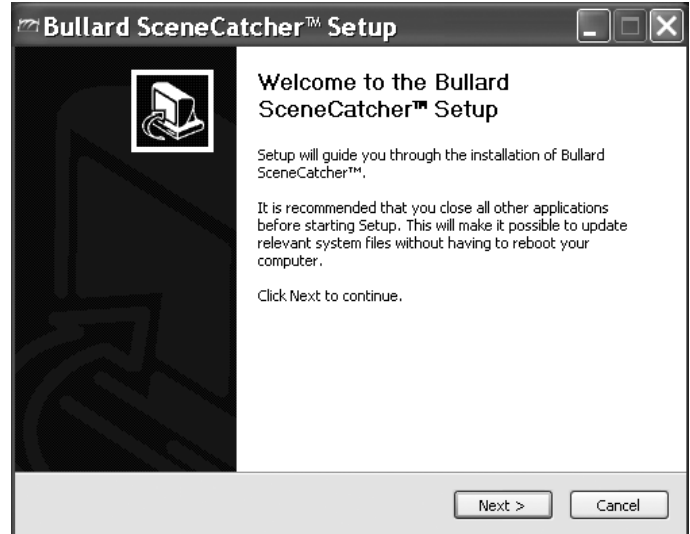 Bullard SceneCatcher™ Setup
Welcome to the Bullard
SceneCatcher™ Setup
Setup will guide you through the installation of Bullard
SceneCatcher™.
It is recommended that you close all other applications
before starting Setup. This will make it possible to update
relevant system files without having to reboot your
computer.
Click Next to continue.
Next >
Cancel